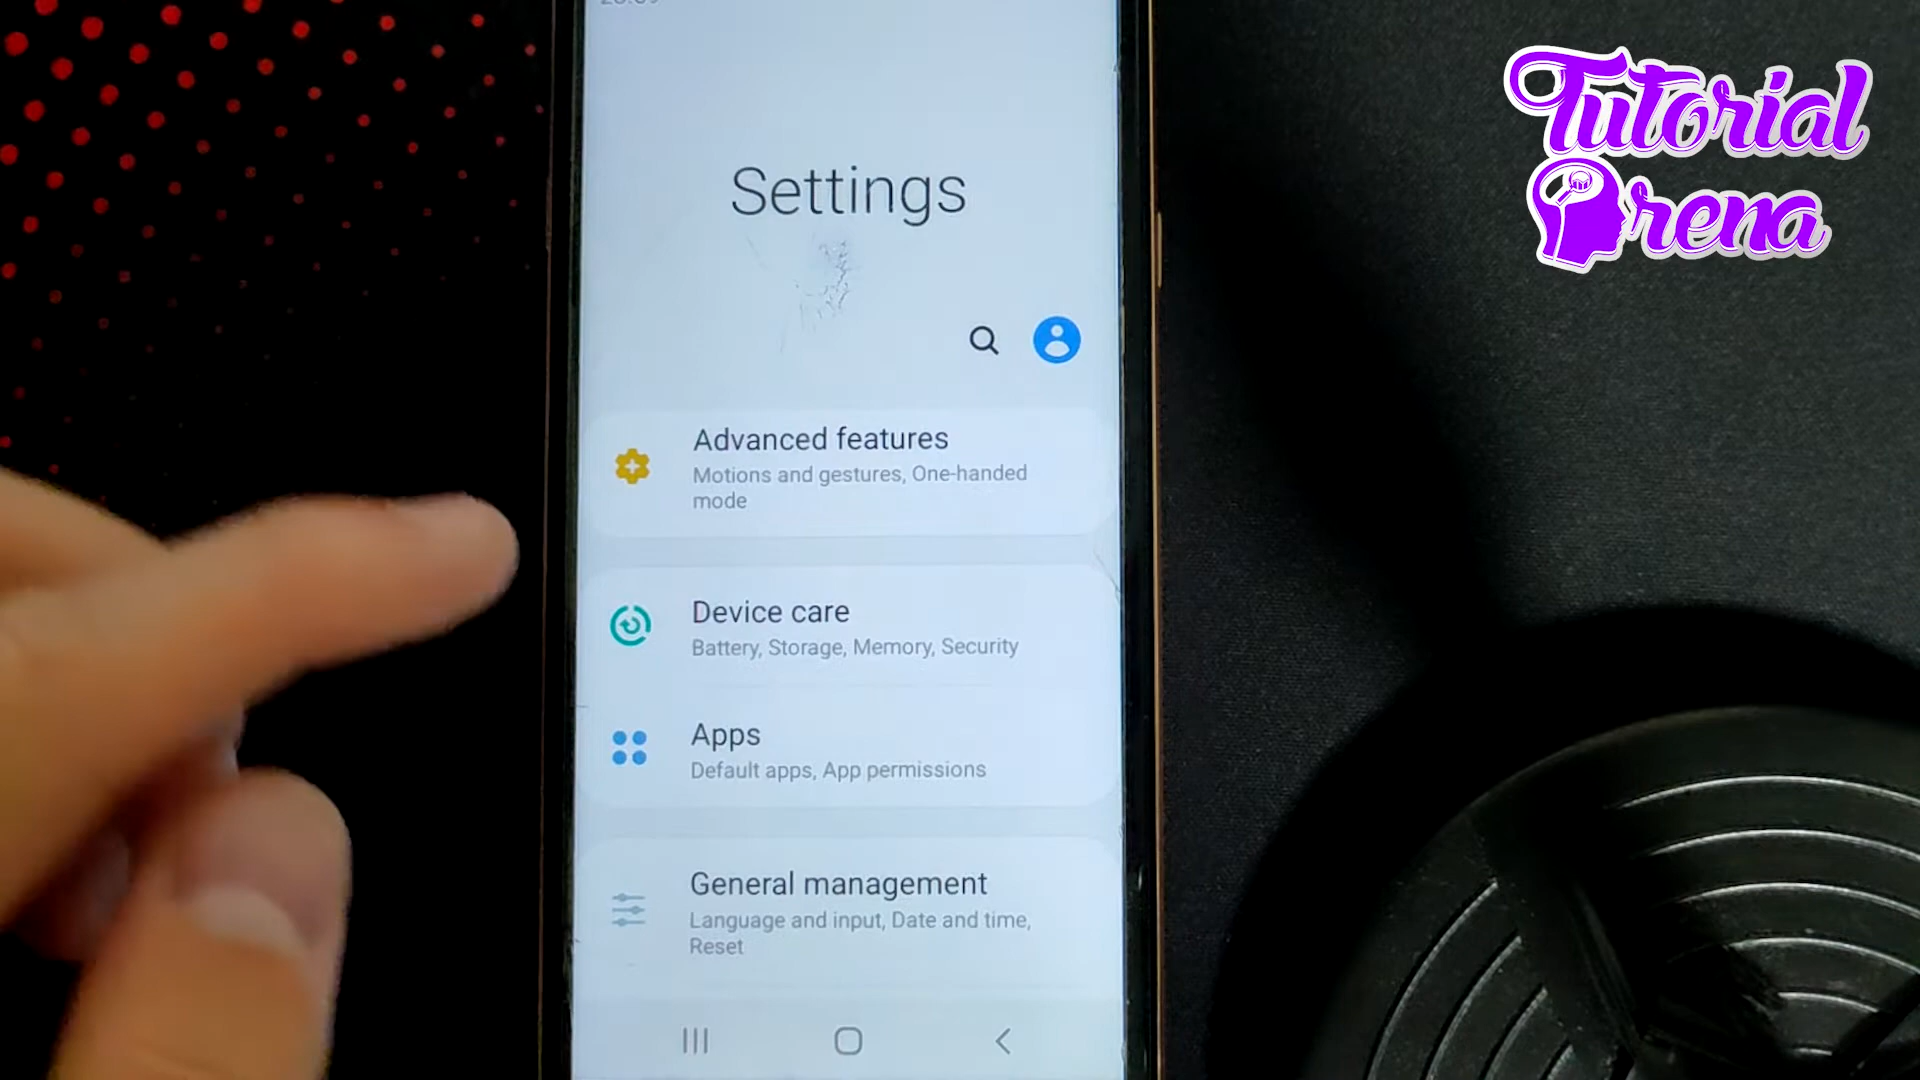 Tutorial
Arena
Settings
Advanced features
Motions and gestures, One-handed
mode
Device care
Battery, Storage, Memory, Security
Apps
Default apps, App permissions
General management
Language and input, Date and time,
Reset